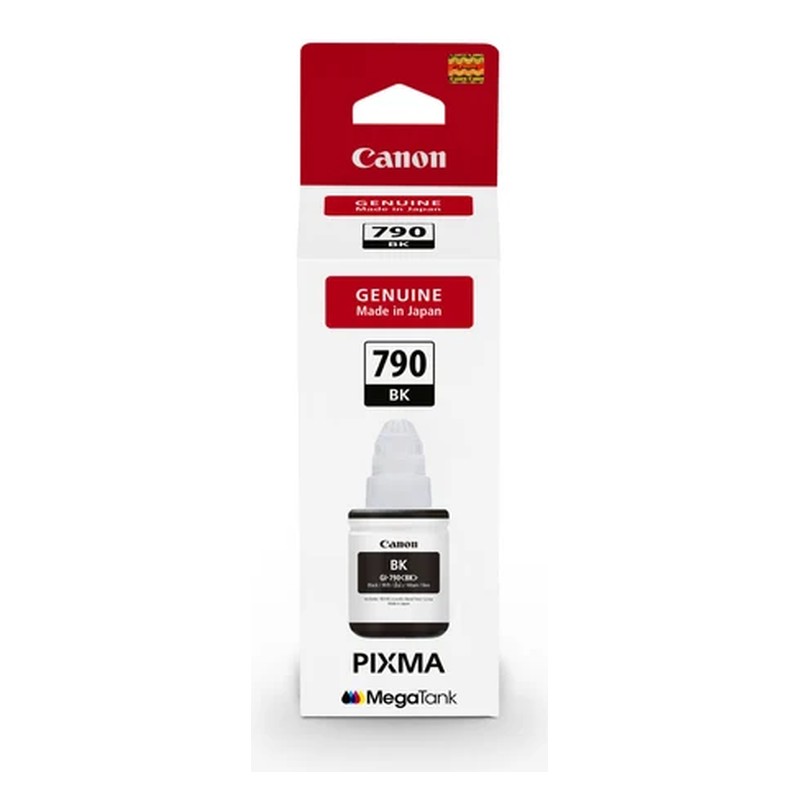 Canon
GENUINE
Made in Japan
790
BK
GENUINE
Made in Japan
790
BK
Canon
BK
GI-790<BK>
PIXMA
MegaTank